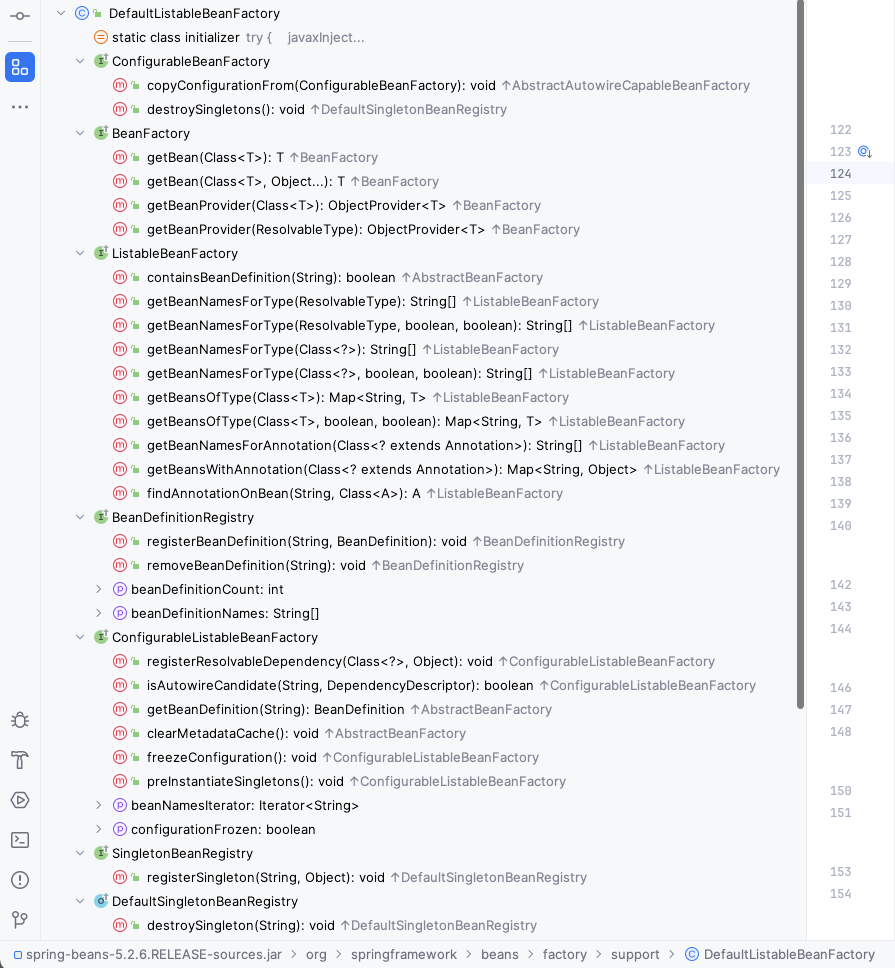 DefaultListableBeanFactory
static class initializer try { javaxInject...
ConfigurableBeanFactory
copyConfigurationFrom(ConfigurableBeanFactory): void ↑AbstractAutowireCapableBeanFactory
destroySingletons(): void ↑DefaultSingletonBeanRegistry
BeanFactory
getBean(Class<T>): T ↑BeanFactory
getBean(Class<T>, Object...): T ↑BeanFactory
getBeanProvider(Class<T>): ObjectProvider<T> ↑BeanFactory
getBeanProvider(ResolvableType): ObjectProvider<T> ↑BeanFactory
ListableBeanFactory
containsBeanDefinition(String): boolean ↑AbstractBeanFactory
getBeanNamesForType(ResolvableType): String[] ↑ListableBeanFactory
getBeanNamesForType(ResolvableType, boolean, boolean): String[] ↑ListableBeanFactory
getBeanNamesForType(Class<?>): String[] ↑ListableBeanFactory
getBeanNamesForType(Class<?>, boolean, boolean): String[] ↑ListableBeanFactory
getBeansOfType(Class<T>): Map<String, T> ↑ListableBeanFactory
getBeansOfType(Class<T>, boolean, boolean): Map<String, T> ↑ListableBeanFactory
getBeanNamesForAnnotation(Class<? extends Annotation>): String[] ↑ListableBeanFactory
getBeansWithAnnotation(Class<? extends Annotation>): Map<String, Object> ↑ListableBeanFactory
findAnnotationOnBean(String, Class<A>): A ↑ListableBeanFactory
BeanDefinitionRegistry
registerBeanDefinition(String, BeanDefinition): void ↑BeanDefinitionRegistry
removeBeanDefinition(String): void ↑BeanDefinitionRegistry
beanDefinitionCount: int
beanDefinitionNames: String[]
ConfigurableListableBeanFactory
registerResolvableDependency(Class<?>, Object): void ↑ConfigurableListableBeanFactory
isAutowireCandidate(String, DependencyDescriptor): boolean ↑ConfigurableListableBeanFactory
getBeanDefinition(String): BeanDefinition ↑AbstractBeanFactory
clearMetadataCache(): void ↑AbstractBeanFactory
freezeConfiguration(): void ↑ConfigurableListableBeanFactory
preInstantiateSingletons(): void ↑ConfigurableListableBeanFactory
beanNamesIterator: Iterator<String>
configurationFrozen: boolean
SingletonBeanRegistry
registerSingleton(String, Object): void ↑DefaultSingletonBeanRegistry
DefaultSingletonBeanRegistry
destroySingleton(String): void ↑DefaultSingletonBeanRegistry
122
123
124
125
126
127
128
129
130
131
132
133
134
135
136
137
138
139
140
142
143
144
146
147
148
150
151
153
154
spring-beans-5.2.6.RELEASE-sources.jar > org > springframework > beans > factory > support > DefaultListableBeanFactory